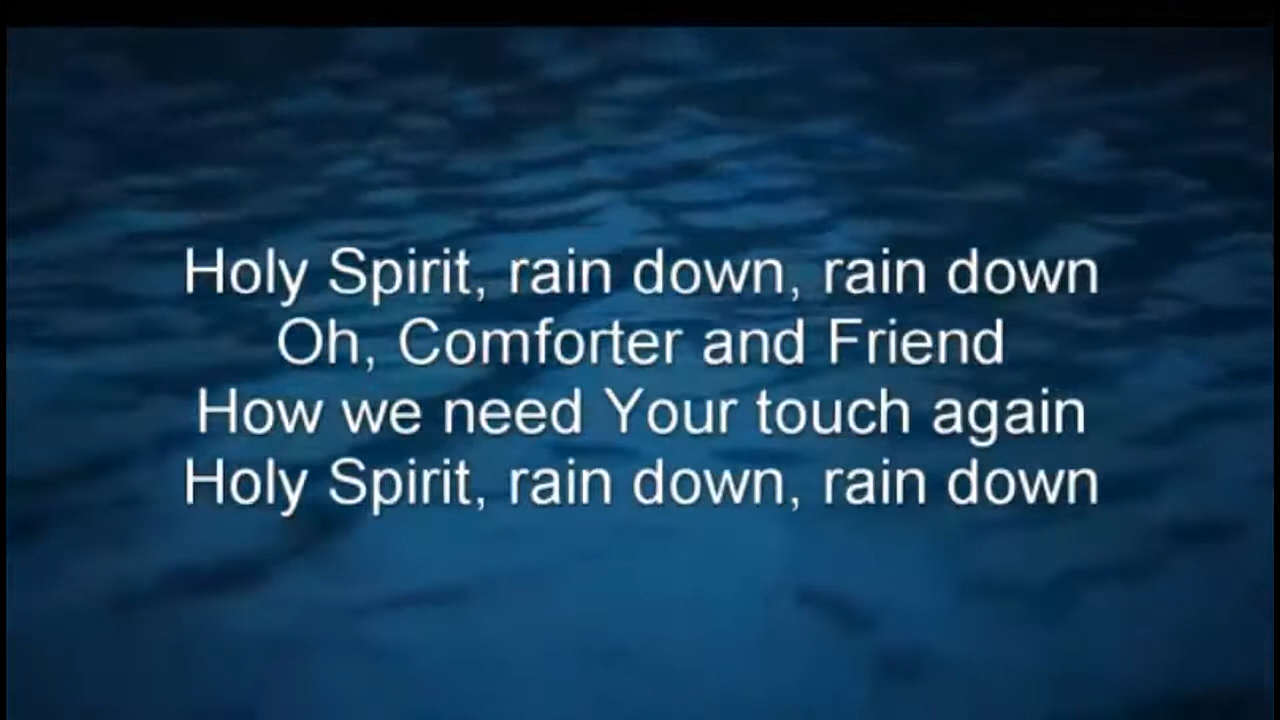 Holy Spirit, rain down, rain down
Oh, Comforter and Friend
How we need Your touch again
Holy Spirit, rain down, rain down